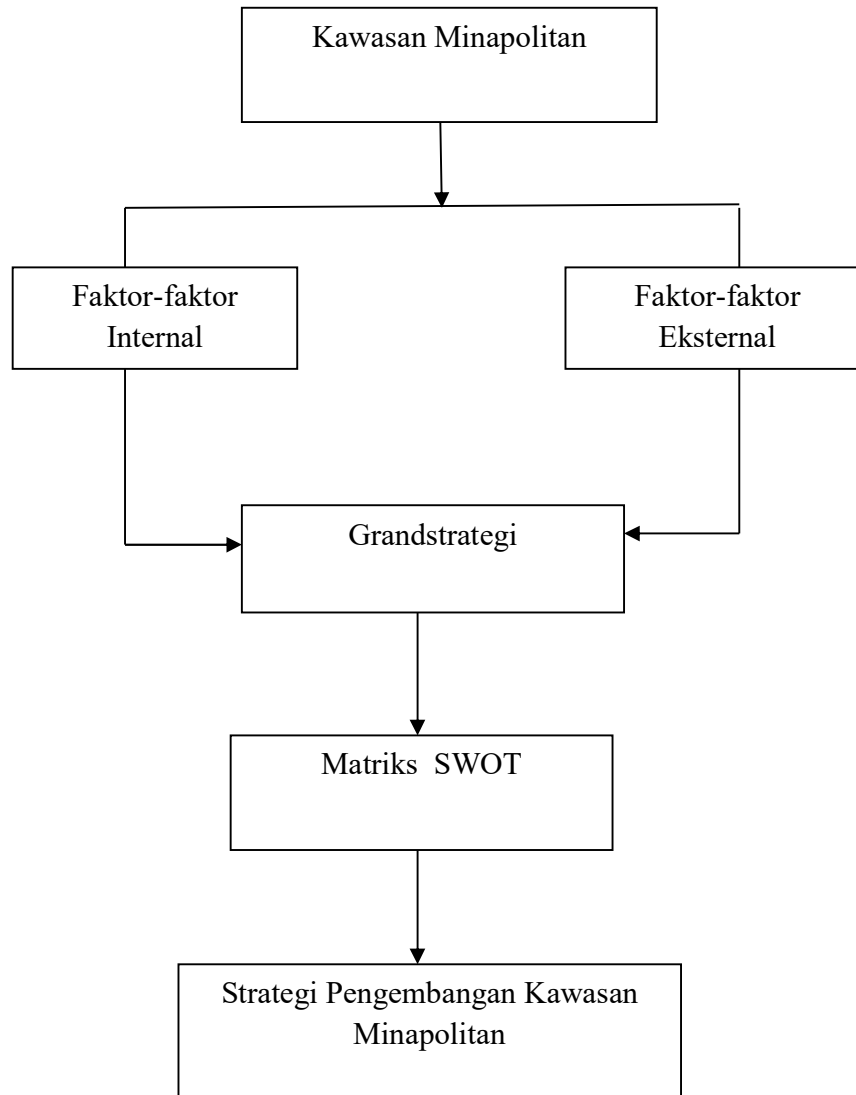 Kawasan Minapolitan
Faktor-faktor
Internal
Faktor-faktor
Eksternal
Grandstrategi
Matriks  SWOT
Strategi Pengembangan Kawasan
Minapolitan